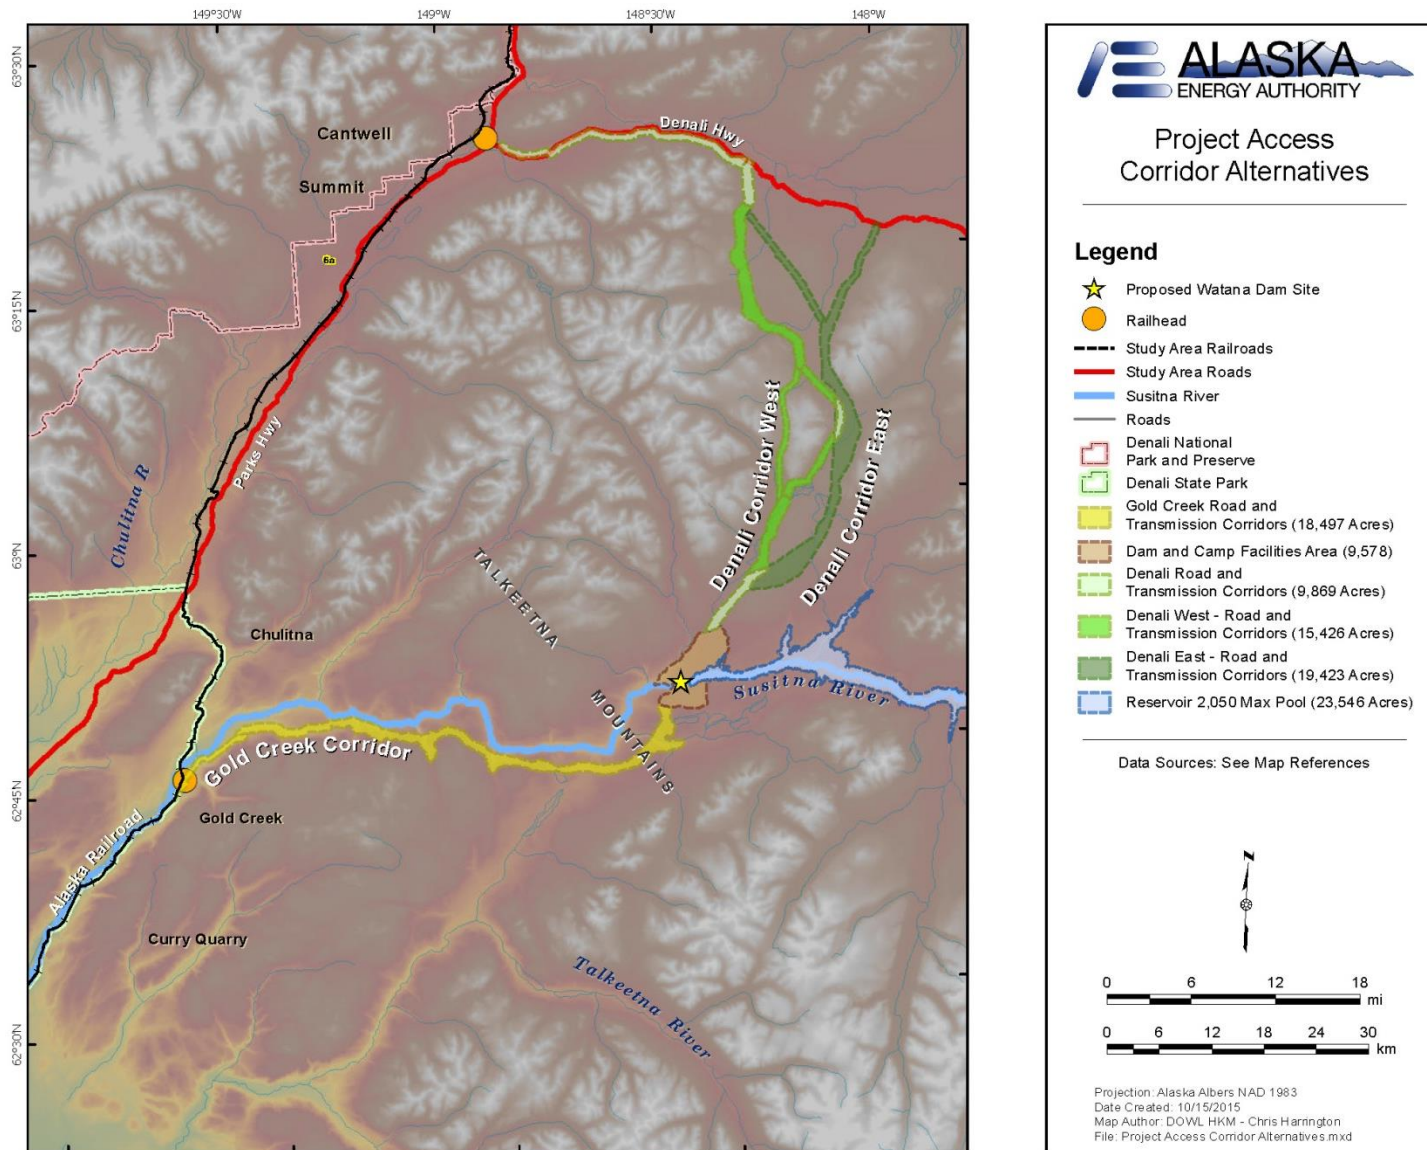 149°30'W
149°W
148°30'W
148°W
63°30'N
63°15'N
63°N
62°45'N
62°30'N
Cantwell
Summit
Denali Hwy
Parks Hwy
Chulitna R
Denali Corridor West
Denali Corridor East
TALKEETNA
MOUNTAINS
Chulitna
Susitna River
Gold Creek Corridor
Gold Creek
Alaska Railroad
Curry Quarry
Talkeetna River
ALASKA
ENERGY AUTHORITY
Project Access
Corridor Alternatives
Legend
Proposed Watana Dam Site
Railhead
Study Area Railroads
Study Area Roads
Susitna River
Roads
Denali National
Park and Preserve
Denali State Park
Gold Creek Road and
Transmission Corridors (18,497 Acres)
Dam and Camp Facilities Area (9,578)
Denali Road and
Transmission Corridors (9,869 Acres)
Denali West - Road and
Transmission Corridors (15,426 Acres)
Denali East - Road and
Transmission Corridors (19,423 Acres)
Reservoir 2,050 Max Pool (23,546 Acres)
Data Sources: See Map References
N
0 6 12 18
mi
0 6 12 18 24 30
km
Projection: Alaska Albers NAD 1983
Date Created: 10/15/2015
Map Author: DOWL HKM - Chris Harrington
File: Project Access Corridor Alternatives.mxd